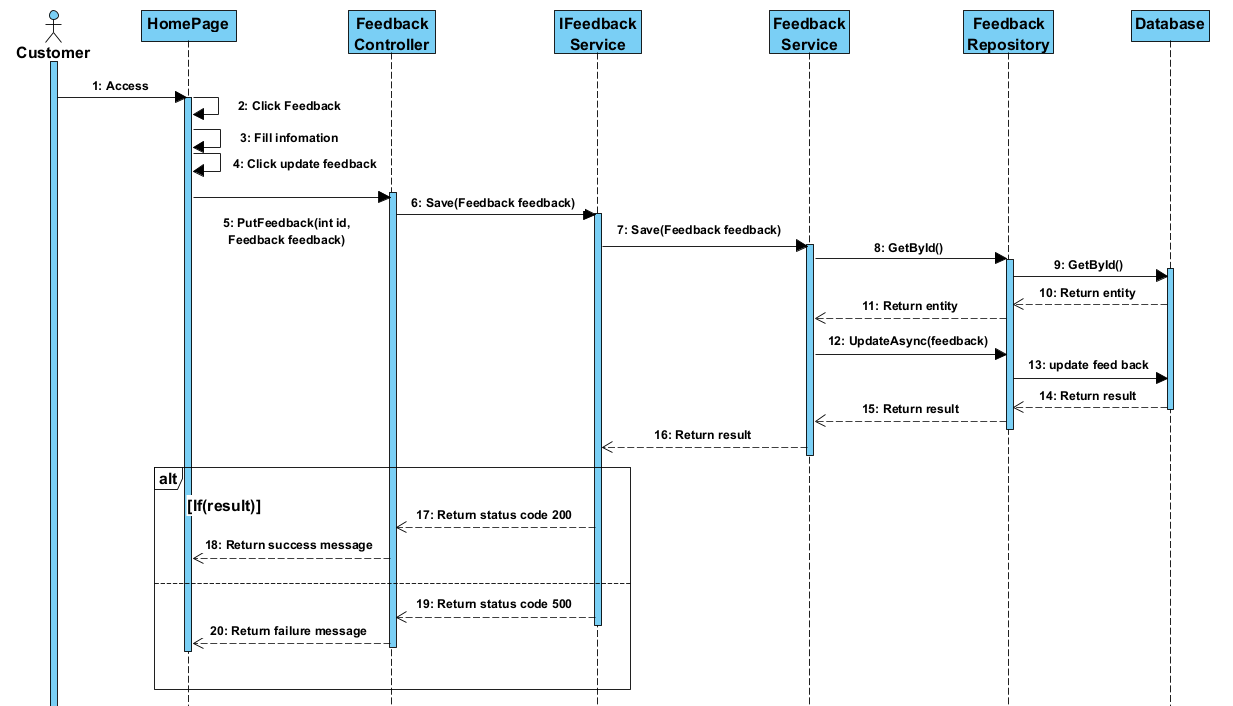 Customer
HomePage
Feedback
Controller
IFeedback
Service
Feedback
Service
Feedback
Repository
Database
1: Access
2: Click Feedback
3: Fill infomation
4: Click update feedback
5: PutFeedback(int id,
Feedback feedback)
6: Save(Feedback feedback)
7: Save(Feedback feedback)
8: GetById()
9: GetById()
10: Return entity
11: Return entity
12: UpdateAsync(feedback)
13: update feed back
14: Return result
15: Return result
16: Return result
alt
[If(result)]
17: Return status code 200
18: Return success message
19: Return status code 500
20: Return failure message